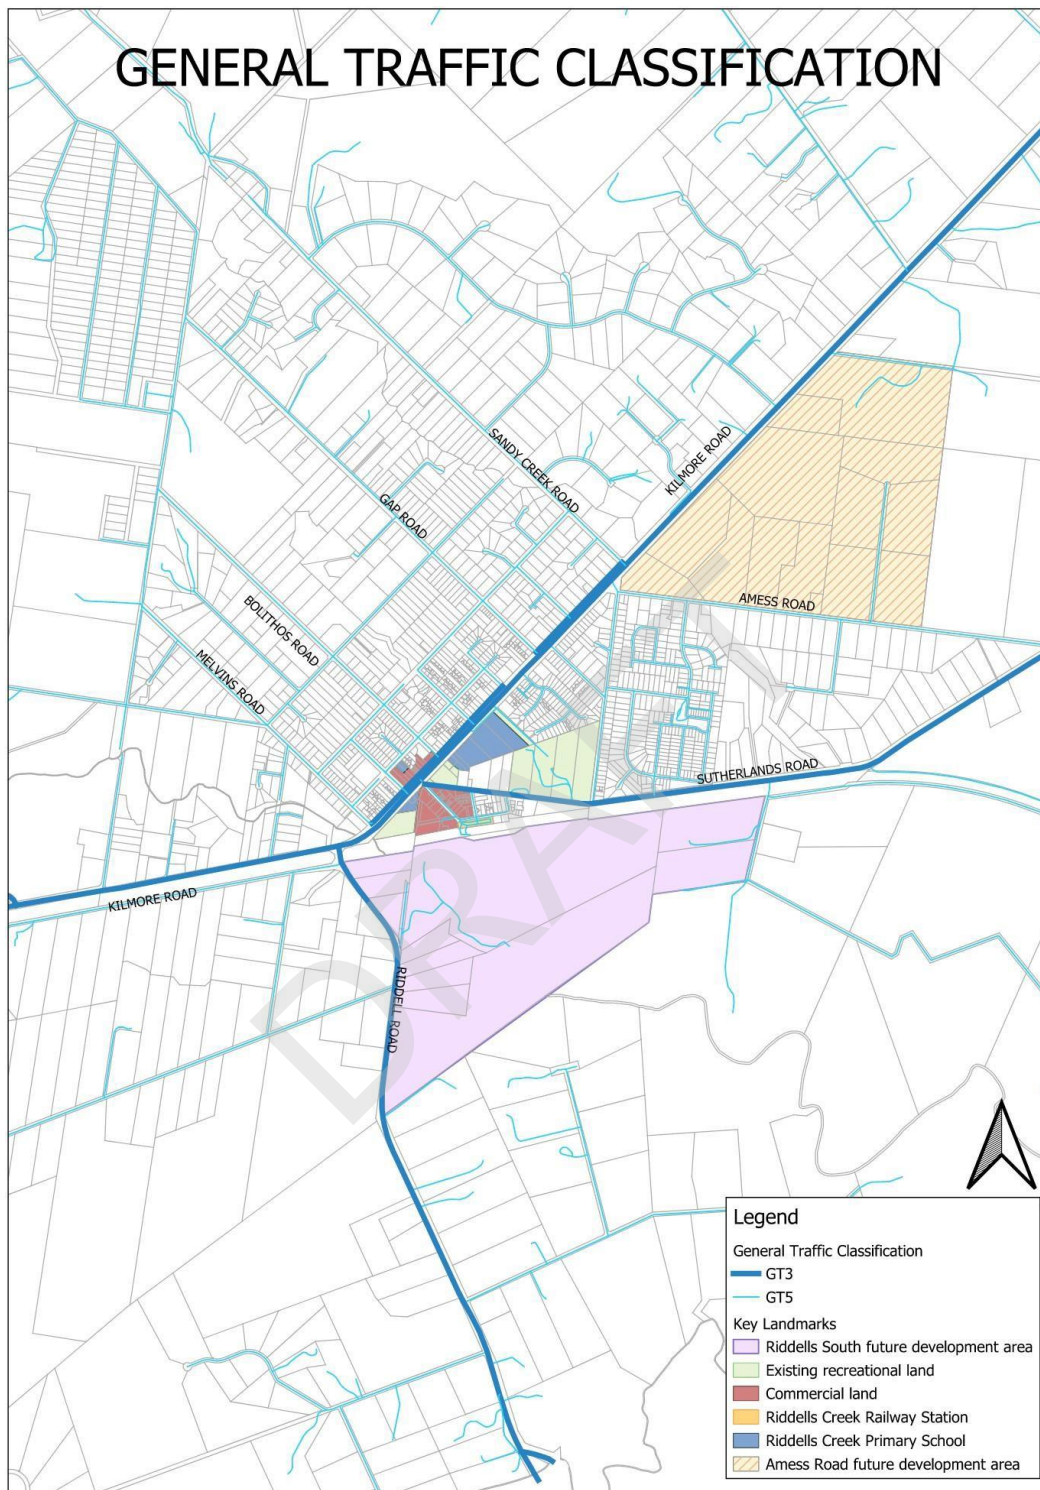 GENERAL TRAFFIC CLASSIFICATION
SANDY CREEK ROAD
KILMORE ROAD
GAP ROAD
BOLITHOS ROAD
AMESS ROAD
MELVINS ROAD
SUTHERLANDS ROAD
KILMORE ROAD
RIDDELL ROAD
DRAFT
Legend
General Traffic Classification
GT3
GT5
Key Landmarks
Riddells South future development area
Existing recreational land
Commercial land
Riddells Creek Railway Station
Riddells Creek Primary School
Amess Road future development area